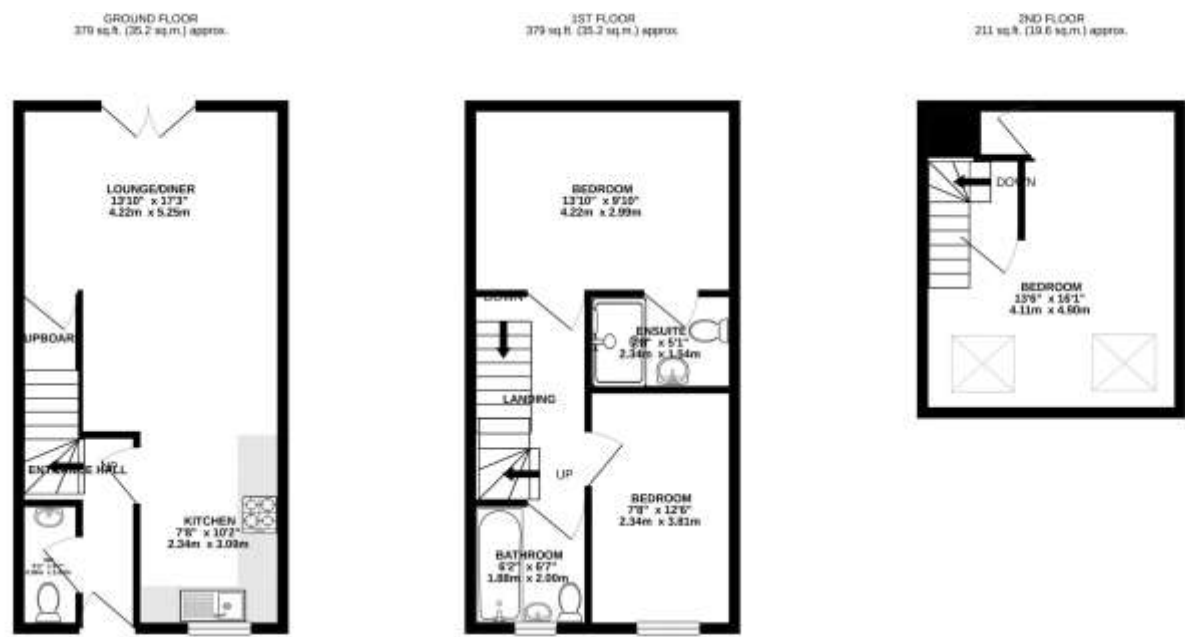 GROUND FLOOR
379 sq.ft. (35.2 sq.m.) approx.
LOUNGE/DINER
13'10" x 17'3"
4.22m x 5.25m
UPBOAR
ENTRANCE HALL
UP
KITCHEN
7'8" x 10'2"
2.34m x 3.09m
1ST FLOOR
379 sq.ft. (35.2 sq.m.) approx.
BEDROOM
13'10" x 9'10"
4.22m x 2.99m
DOWN
ENSUITE
x 5'1"
2.34m x 1.54m
LANDING
UP
BEDROOM
7'8" x 12'6"
2.34m x 3.81m
BATHROOM
6'2" x 6'7"
1.88m x 2.00m
2ND FLOOR
211 sq.ft. (19.6 sq.m.) approx.
DOWN
BEDROOM
13'6" x 16'1"
4.11m x 4.90m